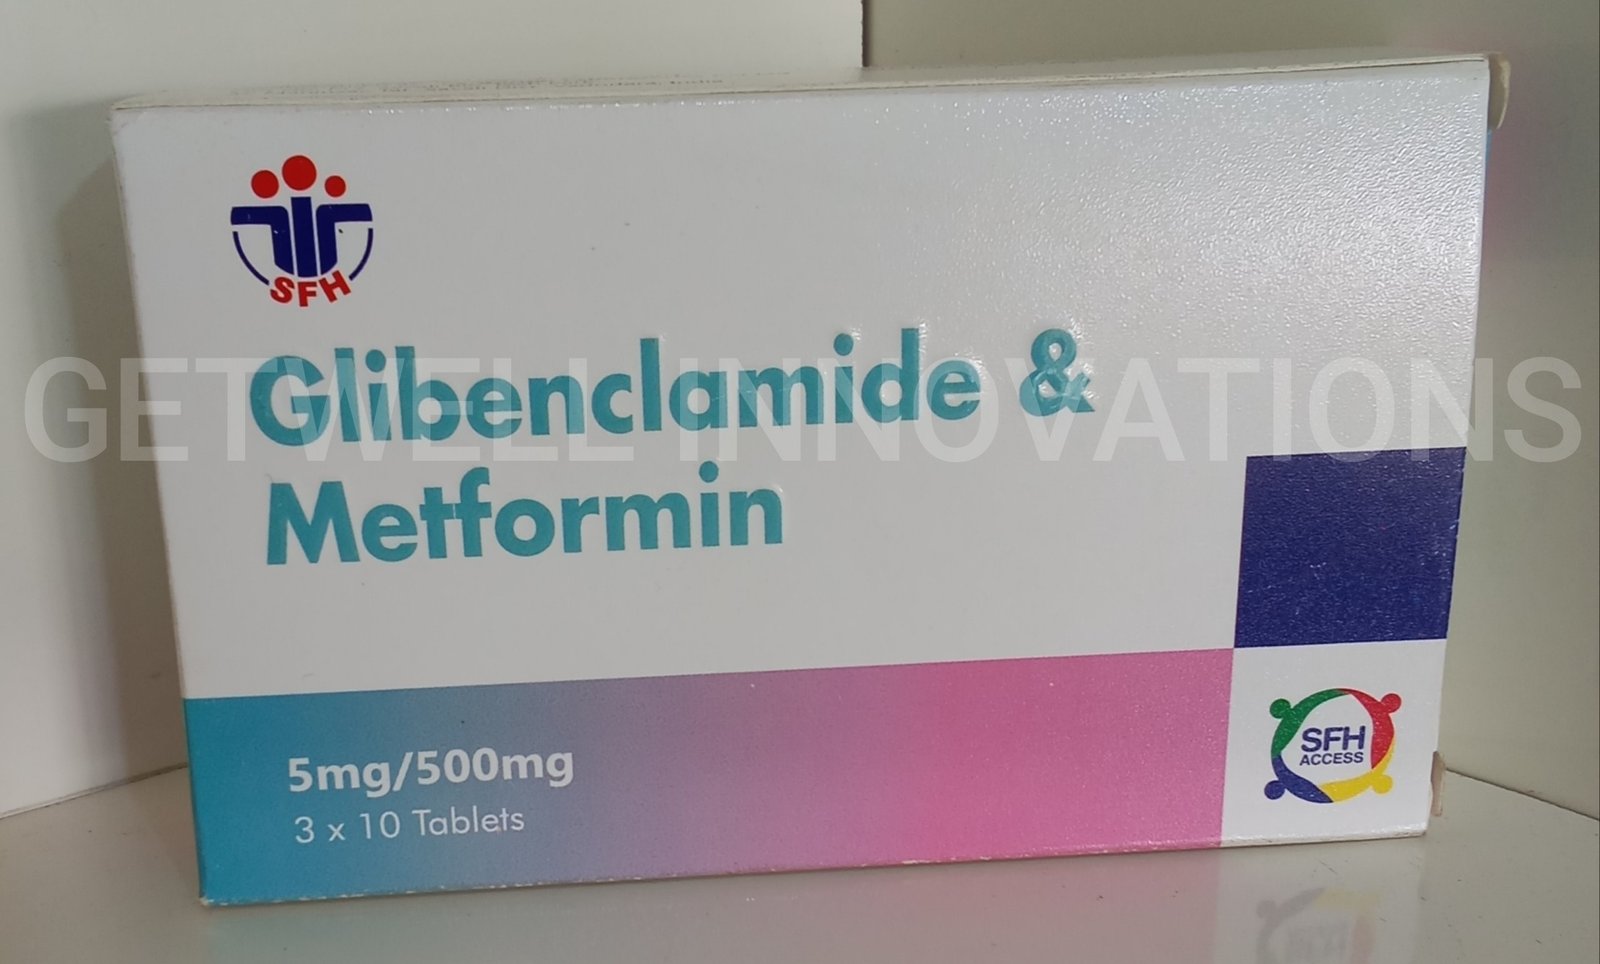 SFH
Glibenclamide &
Metformin
GETWELL INNOVATIONS
5mg/500mg
3 x 10 Tablets
SFH
ACCESS